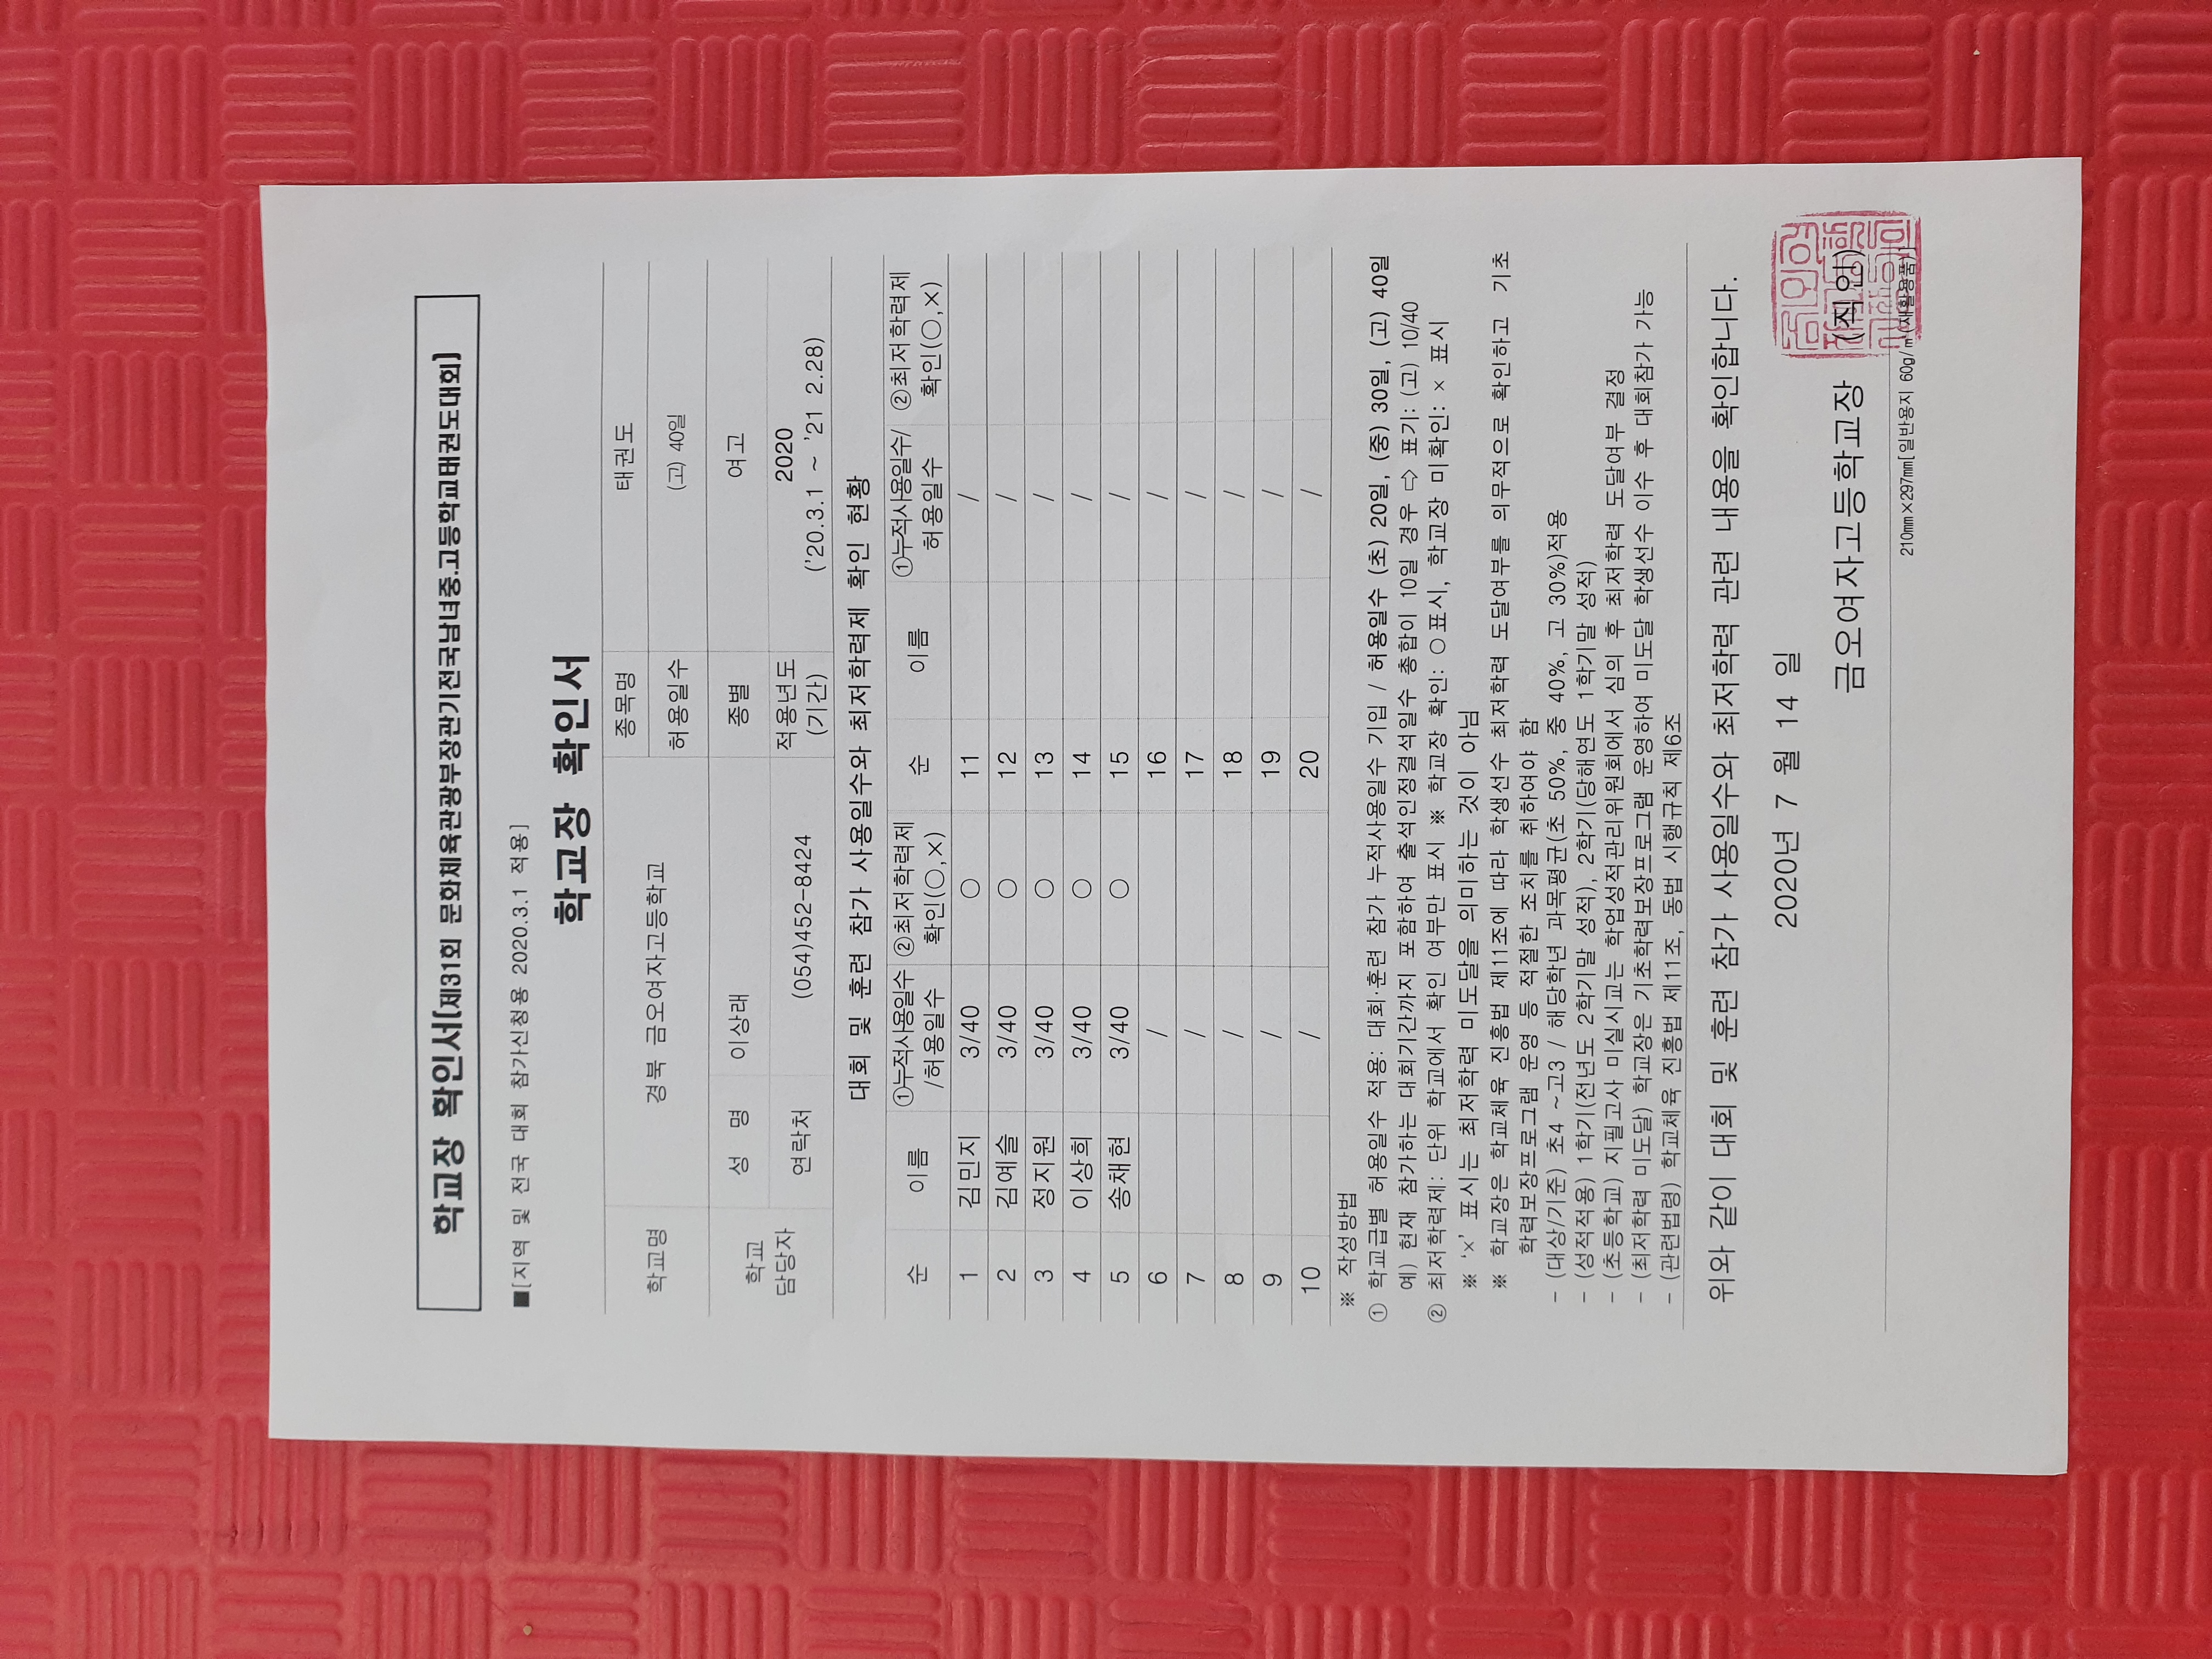 학교장 확인서[제31회 문화체육관광부장관기전국남녀중.고등학교태권도대회]
■[지역 및 전국 대회 참가신청용 2020.3.1 적용]
학교장 확인서
학교명 경북 금오여자고등학교 종목명 태권도
허용일수 (고) 40일
학교 담당자 성 명 이상래 종별 여고
연락처 (054)452-8424 적용년도 (기간) 2020
('20.3.1 ~ '21 2.28)
대회 및 훈련 참가 사용일수와 최저학력제 확인 현황
순 이름 ①누적사용일수/허용일수 ②최저학력제 확인(○,×) 순 이름 ①누적사용일수/허용일수 ②최저학력제 확인(○,×)
1 김민지 3/40 ○ 11 /
2 김예슬 3/40 ○ 12 /
3 정지원 3/40 ○ 13 /
4 이상희 3/40 ○ 14 /
5 송채현 3/40 ○ 15 /
6 / 16 /
7 / 17 /
8 / 18 /
9 / 19 /
10 / 20 /
※ 작성방법
① 학교급별 허용일수 적용: 대회·훈련 참가 누적사용일수 기입 / 허용일수 (초) 20일, (중) 30일, (고) 40일
예) 현재 참가하는 대회기간까지 포함하여 출석인정결석일수 총합이 10일 경우 ⇨ 표기: (고) 10/40
② 최저학력제: 단위 학교에서 확인 여부만 표시 ※ 학교장 확인: ○표시, 학교장 미확인: × 표시
※ '×' 표시는 최저학력 미도달을 의미하는 것이 아님
※ 학교장은 학교체육 진흥법 제11조에 따라 학생선수 최저학력 도달여부를 의무적으로 확인하고 기초
학력보장프로그램 운영 등 적절한 조치를 취하여야 함
- (대상/기준) 초4 ~고3 / 해당학년 과목평균(초 50%, 중 40%, 고 30%)적용
- (성적적용) 1학기(전년도 2학기말 성적), 2학기(당해연도 1학기말 성적)
- (초등학교) 지필고사 미실시교는 학업성적관리위원회에서 심의 후 최저학력 도달여부 결정
- (최저학력 미도달) 학교장은 기초학력보장프로그램 운영하여 미도달 학생선수 이수 후 대회참가 가능
- (관련법령) 학교체육 진흥법 제11조, 동법 시행규칙 제6조
위와 같이 대회 및 훈련 참가 사용일수와 최저학력 관련 내용을 확인합니다.
2020년 7 월 14 일
금오여자고등학교장 (직인)
210㎜×297㎜[일반용지 60g/㎡(재활용품)]